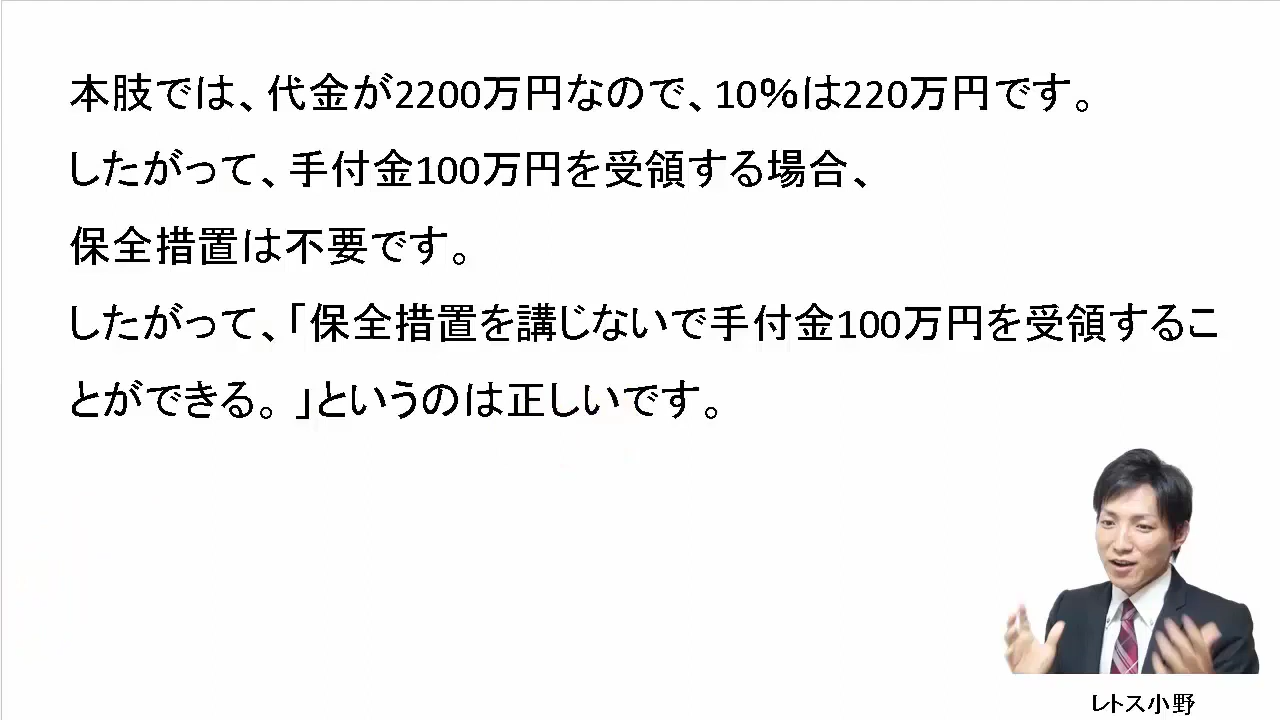 本肢では、代金が2200万円なので、10%は220万円です。
したがって、手付金100万円を受領する場合、
保全措置は不要です。
したがって、「保全措置を講じないで手付金100万円を受領するこ
とができる。」というのは正しいです。
レトス小野